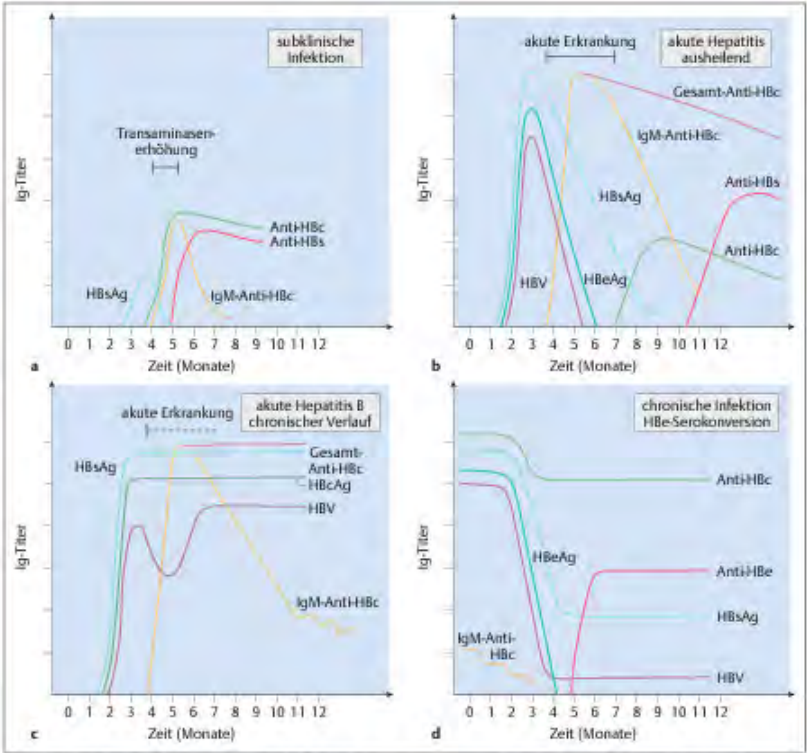 subklinische
Infektion
Transaminasen-
erhöhung
Ig-Titer
Anti-HBc
Anti-HBs
HBsAg
IgM-Anti-HBc
0 1 2 3 4 5 6 7 8 9 10 11 12
a
Zeit (Monate)
akute Erkrankung
akute Hepatitis
ausheilend
Gesamt-Anti-HBc
IgM-Anti-HBc
Ig-Titer
Anti-HBs
HBsAg
Anti-HBc
HBV
HBeAg
0 1 2 3 4 5 6 7 8 9 10 11 12
b
Zeit (Monate)
akute Erkrankung
akute Hepatitis B
chronischer Verlauf
HBsAg
Gesamt-
Anti-HBc
HBcAg
HBV
Ig-Titer
IgM-Anti-HBc
0 1 2 3 4 5 6 7 8 9 10 11 12
c
Zeit (Monate)
chronische Infektion
HBe-Serokonversion
Anti-HBc
Ig-Titer
HBeAg
Anti-HBe
HBsAg
IgM-Anti-
HBc
HBV
0 1 2 3 4 5 6 7 8 9 10 11 12
d
Zeit (Monate)